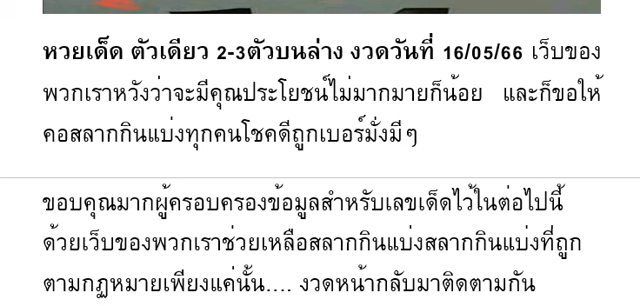 หวยเด็ด ตัวเดียว 2-3ตัวบนล่าง งวดวันที่ 16/05/66 เว็บของ
พวกเราหวังว่าจะมีคุณประโยชน์ไม่มากมายก็น้อย และก็ขอให้
คอสลากกินแบ่งทุกคนโชคดีถูกเบอร์มั่งมีๆ
ขอบคุณมากผู้ครอบครองข้อมูลสำหรับเลขเด็ดไว้ในต่อไปนี้
ด้วยเว็บของพวกเราช่วยเหลือสลากกินแบ่งสลากกินแบ่งที่ถูก
ตามกฏหมายเพียงแค่นั้น.... งวดหน้ากลับมาติดตามกัน